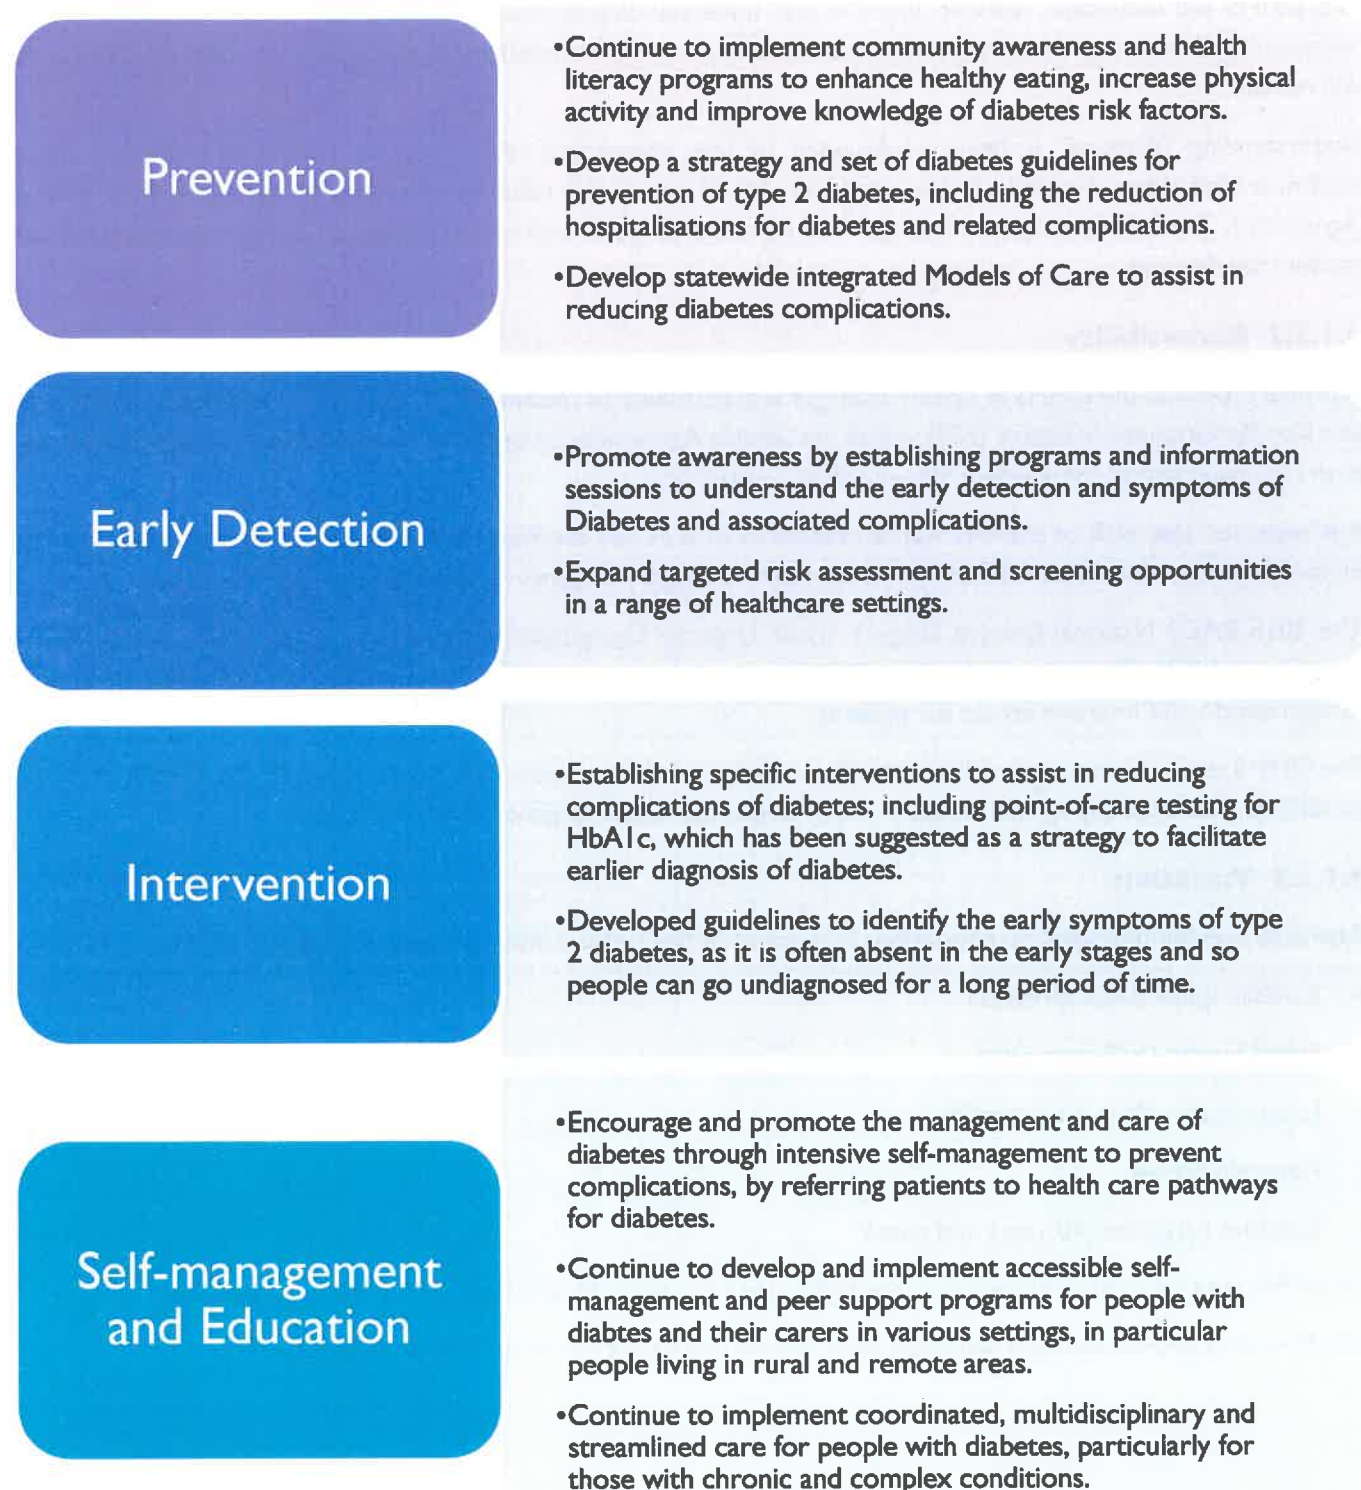 Prevention
•Continue to implement community awareness and health
literacy programs to enhance healthy eating, increase physical
activity and improve knowledge of diabetes risk factors.
•Deveop a strategy and set of diabetes guidelines for
prevention of type 2 diabetes, including the reduction of
hospitalisations for diabetes and related complications.
•Develop statewide integrated Models of Care to assist in
reducing diabetes complications.
Early Detection
•Promote awareness by establishing programs and information
sessions to understand the early detection and symptoms of
Diabetes and associated complications.
•Expand targeted risk assessment and screening opportunities
in a range of healthcare settings.
Intervention
•Establishing specific interventions to assist in reducing
complications of diabetes; including point-of-care testing for
HbA1c, which has been suggested as a strategy to facilitate
earlier diagnosis of diabetes.
•Developed guidelines to identify the early symptoms of type
2 diabetes, as it is often absent in the early stages and so
people can go undiagnosed for a long period of time.
Self-management
and Education
•Encourage and promote the management and care of
diabetes through intensive self-management to prevent
complications, by referring patients to health care pathways
for diabetes.
•Continue to develop and implement accessible self-
management and peer support programs for people with
diabtes and their carers in various settings, in particular
people living in rural and remote areas.
•Continue to implement coordinated, multidisciplinary and
streamlined care for people with diabetes, particularly for
those with chronic and complex conditions.